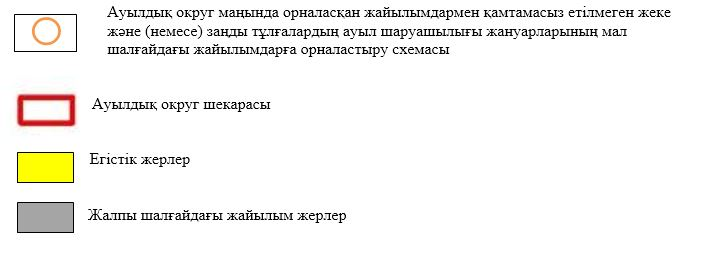 Ауылдық округ маңында орналасқан жайылымдармен қамтамасыз етілмеген жеке
және (немесе) заңды тұлғалардың ауыл шаруашылығы жануарларының мал
шалғайдағы жайылымдарға орналастыру схемасы
Ауылдық округ шекарасы
Егістік жерлер
Жалпы шалғайдағы жайылым жерлер